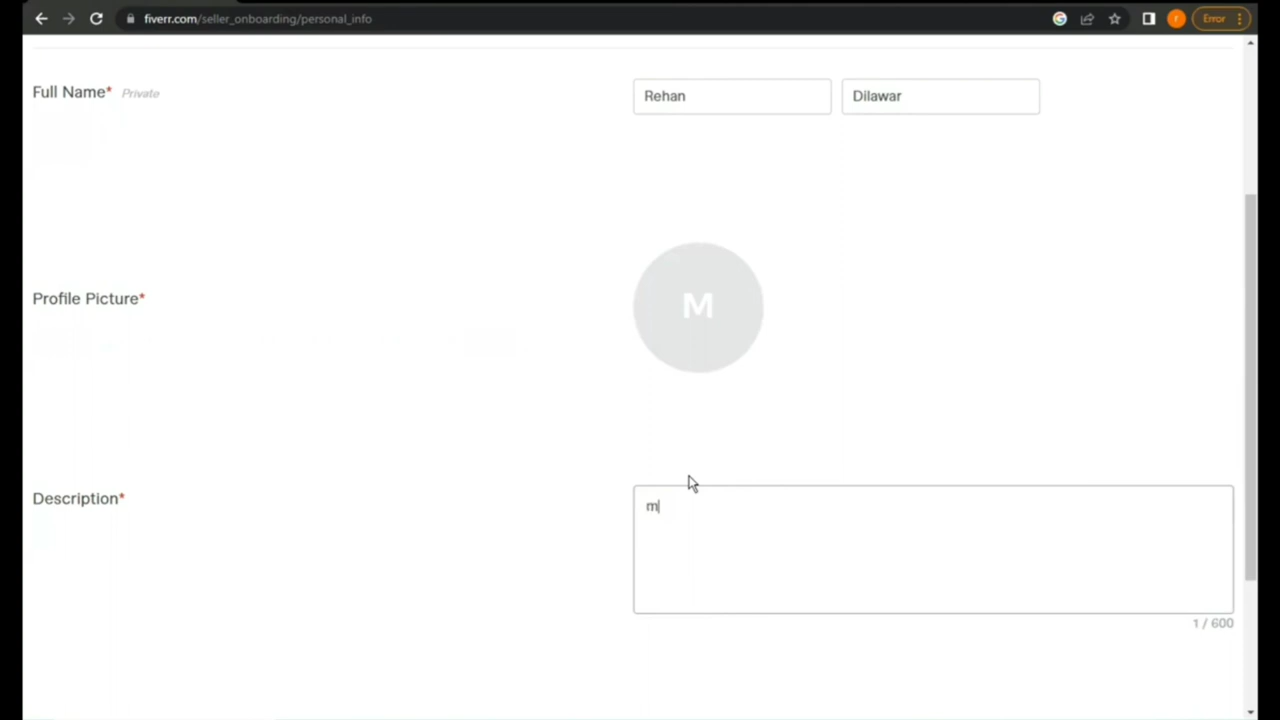 fiverr.com/seller_onboarding/personal_info
r
Error
Full Name* Private
Rehan
Dilawar
Profile Picture*
M
Description*
m
1 / 600